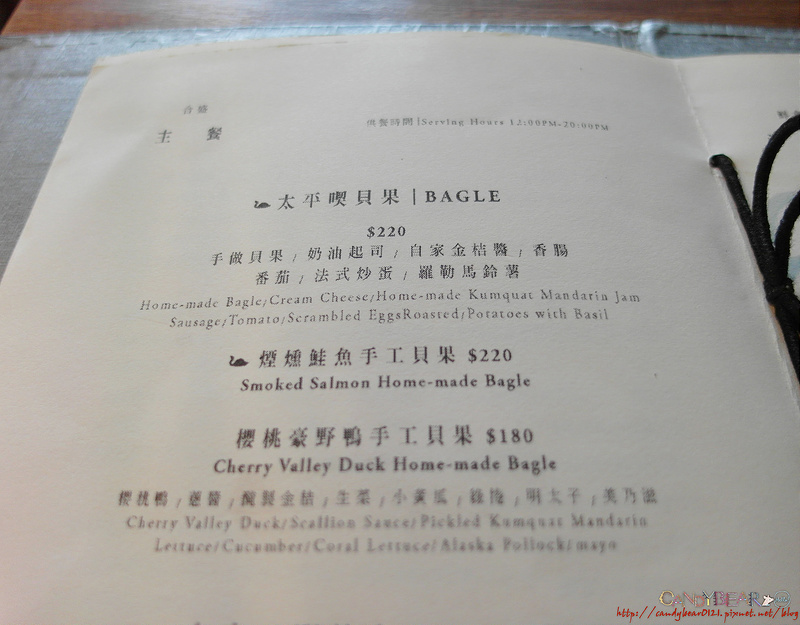 合盛
主 餐
供餐時間|Serving Hours 12:00PM-20:00PM
太平喫貝果|BAGLE
$220
手做貝果 / 奶油起司 / 自家金桔醬 / 香腸
番茄 / 法式炒蛋 / 羅勒馬鈴薯
Home-made Bagle/Cream Cheese/Home-made Kumquat Mandarin Jam
Sausage/Tomato/Scrambled EggsRoasted/Potatoes with Basil
煙燻鮭魚手工貝果 $220
Smoked Salmon Home-made Bagle
櫻桃豪野鴨手工貝果 $180
Cherry Valley Duck Home-made Bagle
櫻桃鴨 / 蔥醬 / 醃製金桔 / 生菜 / 小黃瓜 / 綠捲 / 明太子 / 美乃滋
Cherry Valley Duck/Scallion Sauce/Pickled Kumquat Mandarin
Lettuce/Cucumber/Coral Lettuce/Alaska Pollock/mayo
CANDYBEAR
https://candybear0121.pixnet.net/blog